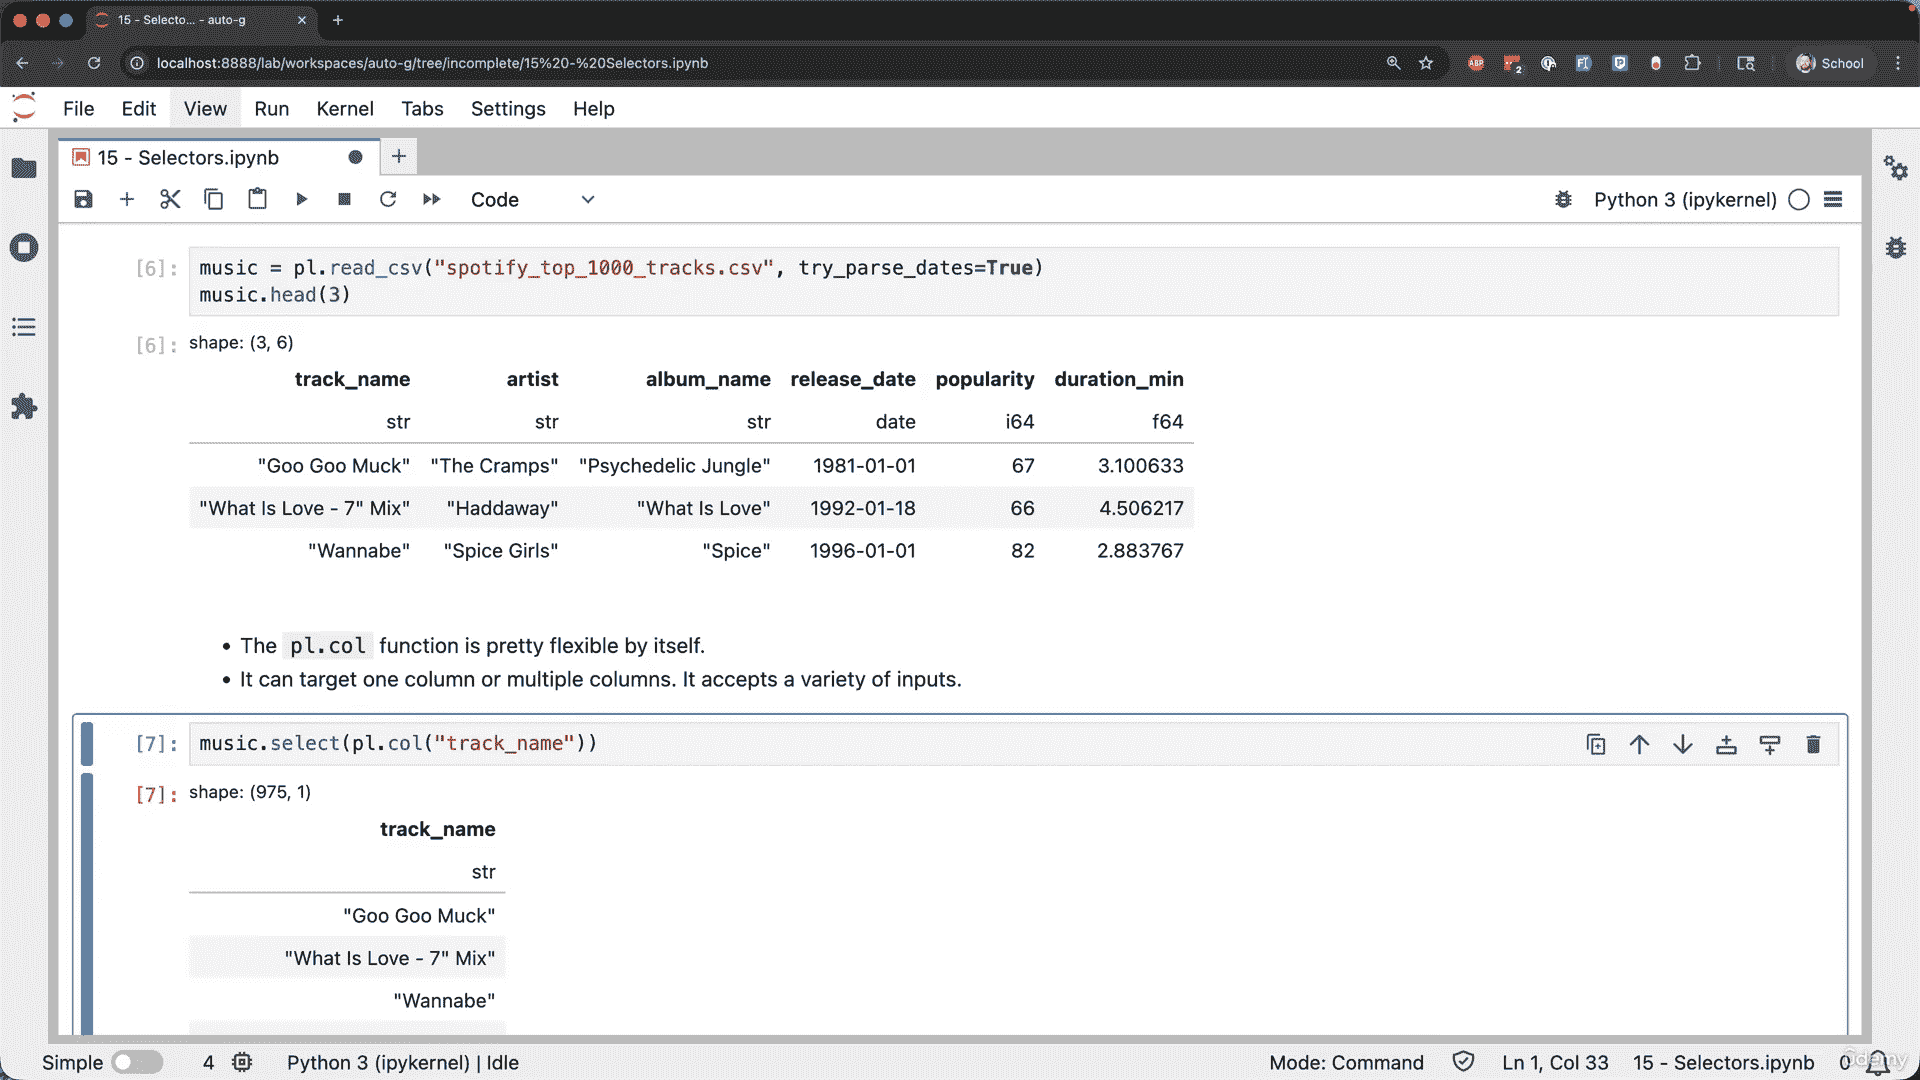 15 - Selecto... - auto-g
localhost:8888/lab/workspaces/auto-g/tree/incomplete/15%20-%20Selectors.ipynb
ABP
2
School
File Edit View Run Kernel Tabs Settings Help
15 - Selectors.ipynb
Code
Python 3 (ipykernel)
[6]: music = pl.read_csv("spotify_top_1000_tracks.csv", try_parse_dates=True)
music.head(3)
[6]: shape: (3, 6)
track_name artist album_name release_date popularity duration_min
str str str date i64 f64
"Goo Goo Muck" "The Cramps" "Psychedelic Jungle" 1981-01-01 67 3.100633
"What Is Love - 7" Mix" "Haddaway" "What Is Love" 1992-01-18 66 4.506217
"Wannabe" "Spice Girls" "Spice" 1996-01-01 82 2.883767
• The pl.col function is pretty flexible by itself.
• It can target one column or multiple columns. It accepts a variety of inputs.
[7]: music.select(pl.col("track_name"))
[7]: shape: (975, 1)
track_name
str
"Goo Goo Muck"
"What Is Love - 7" Mix"
"Wannabe"
Simple 4 Python 3 (ipykernel) | Idle Mode: Command Ln 1, Col 33 15 - Selectors.ipynb 0
Udemy